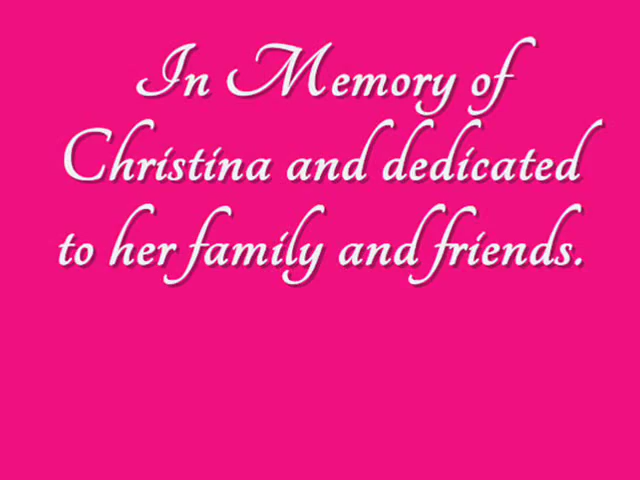 In Memory of
Christina and dedicated
to her family and friends.